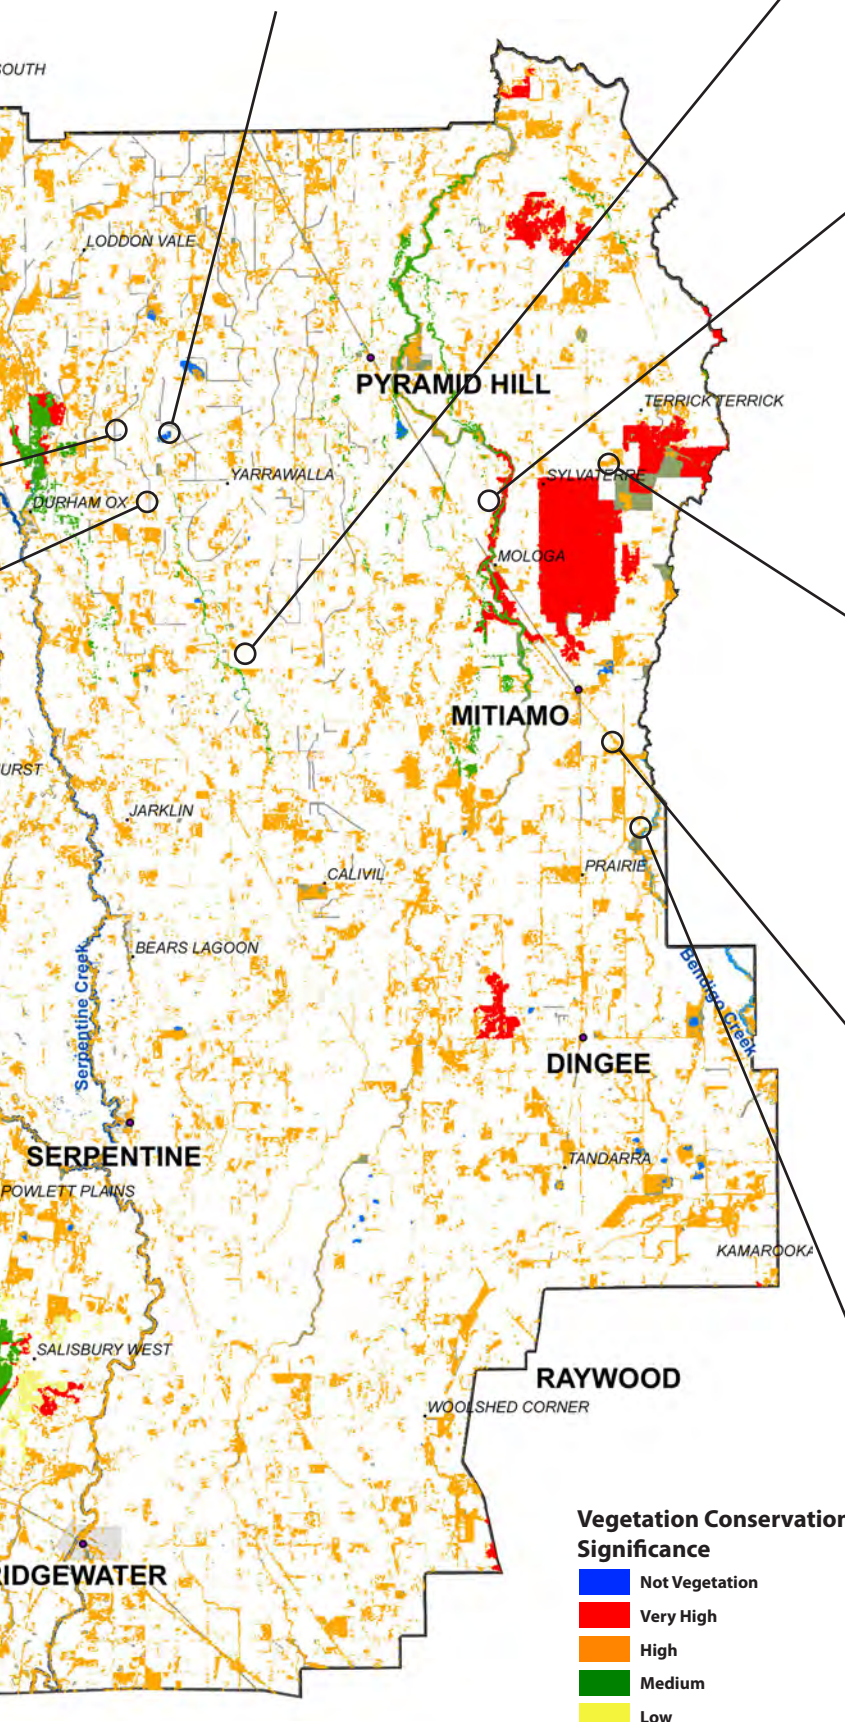 LODDON VALE
PYRAMID HILL
TERRICK TERRICK
YARRAWALLA
SYLVATERRE
DURHAM OX
MOLOGA
MITIAMO
JARKLIN
PRAIRIE
CALIVIL
BEARS LAGOON
Serpentine Creek
Bendigo Creek
DINGEE
SERPENTINE
TANDARRA
POWLETT PLAINS
KAMAROOKA
SALISBURY WEST
RAYWOOD
WOOLSHED CORNER
Vegetation Conservation
Significance
Not Vegetation
RIDGEWATER
Very High
High
Medium
Low